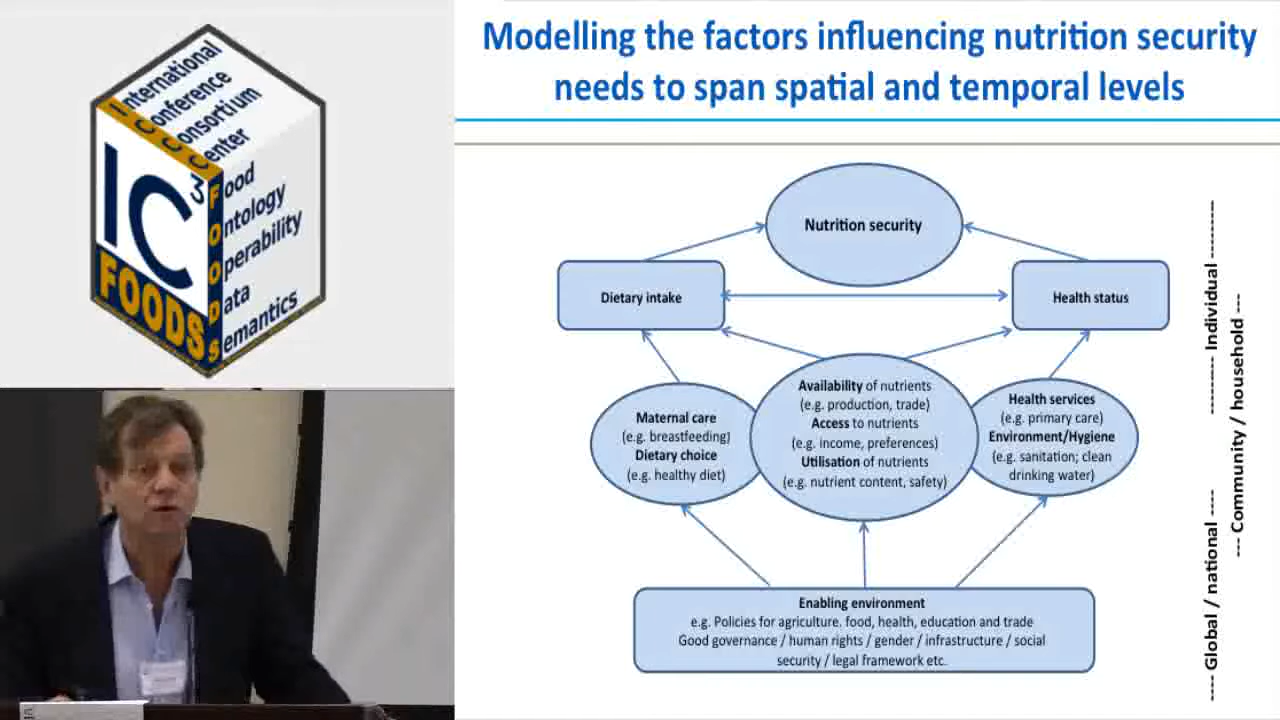 International
Conference
Consortium
Center
IC3
FOODS
Food
Ontology
Operability
Data
Semantics
Modelling the factors influencing nutrition security
needs to span spatial and temporal levels
Nutrition security
Dietary intake
Health status
Maternal care
(e.g. breastfeeding)
Dietary choice
(e.g. healthy diet)
Availability of nutrients
(e.g. production, trade)
Access to nutrients
(e.g. income, preferences)
Utilisation of nutrients
(e.g. nutrient content, safety)
Health services
(e.g. primary care)
Environment/Hygiene
(e.g. sanitation; clean
drinking water)
Enabling environment
e.g. Policies for agriculture. food, health, education and trade
Good governance / human rights / gender / infrastructure / social
security / legal framework etc.
---- Global / national ----
--------- Individual ---------
--- Community / household ---